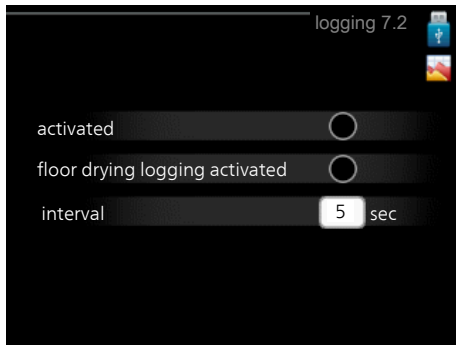 logging 7.2
activated
floor drying logging activated
interval 5 sec